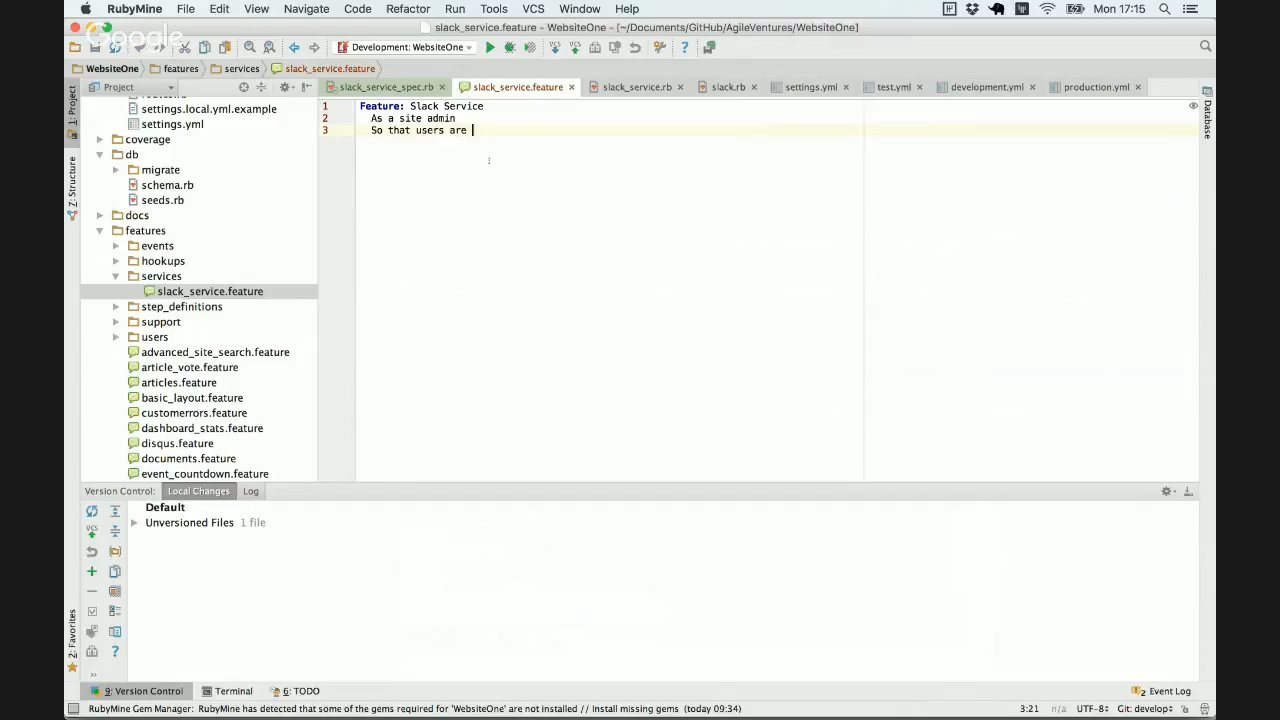 RubyMine File Edit View Navigate Code Refactor Run Tools VCS Window Help Mon 17:15
slack_service.feature - WebsiteOne - [~/Documents/GitHub/AgileVentures/WebsiteOne]
Google
Development: WebsiteOne
WebsiteOne features services slack_service.feature
Project
slack_service_spec.rb slack_service.feature slack_service.rb slack.rb settings.yml test.yml development.yml production.yml
1: Project
Z: Structure
2: Favorites
Database
settings.local.yml.example
settings.yml
coverage
db
migrate
schema.rb
seeds.rb
docs
features
events
hookups
services
slack_service.feature
step_definitions
support
users
advanced_site_search.feature
article_vote.feature
articles.feature
basic_layout.feature
customerrors.feature
dashboard_stats.feature
disqus.feature
documents.feature
event_countdown.feature
1 Feature: Slack Service
2 As a site admin
3 So that users are
Version Control: Local Changes Log
Default
Unversioned Files 1 file
9: Version Control Terminal 6: TODO 2 Event Log
RubyMine Gem Manager: RubyMine has detected that some of the gems required for 'WebsiteOne' are not installed // Install missing gems (today 09:34) 3:21 n/a UTF-8 Git: develop